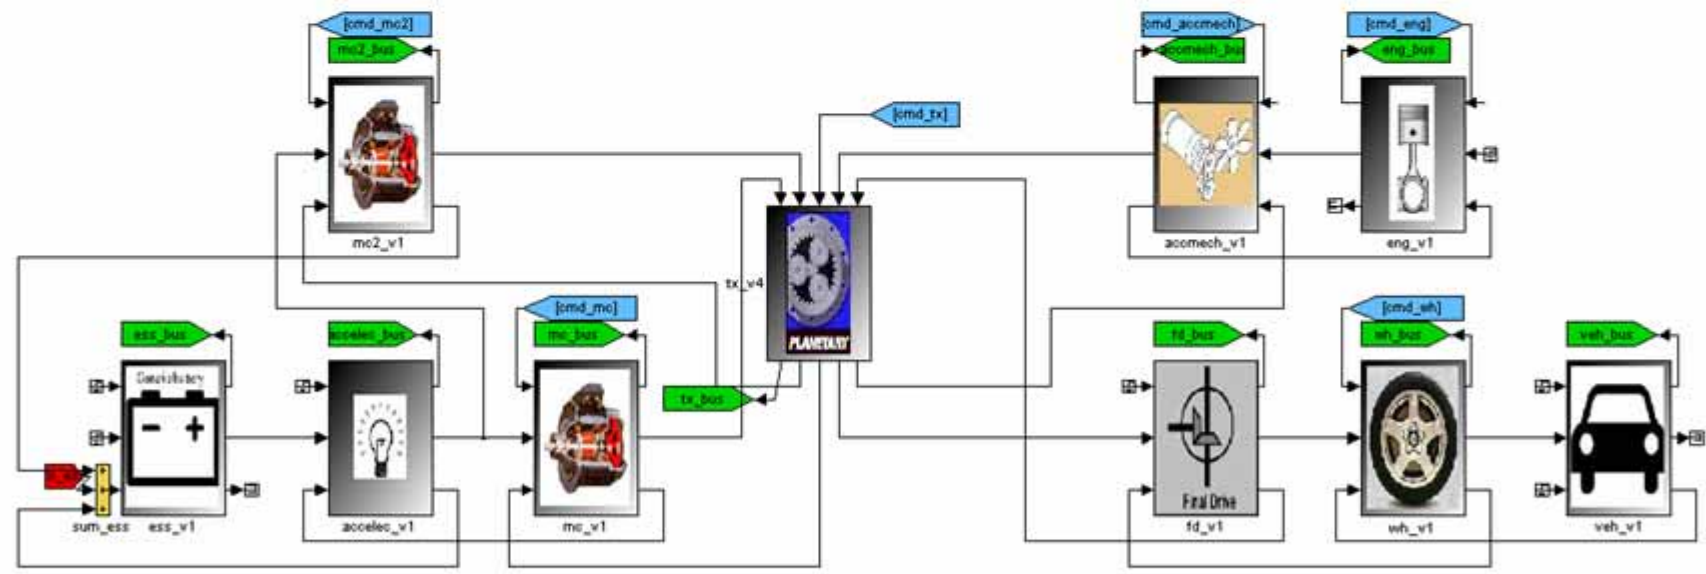 [cmd_mc2]
mc2_bus
mc2_v1
[cmd_accmech]
accmech_bus
accmech_v1
[cmd_eng]
eng_bus
eng_v1
[cmd_tx]
tx_v4
PLANETARY
tx_bus
ess_bus
ess_v1
sum_ess
accelec_bus
accelec_v1
[cmd_mc]
mc_bus
mc_v1
fd_bus
Final Drive
fd_v1
[cmd_wh]
wh_bus
wh_v1
veh_bus
veh_v1